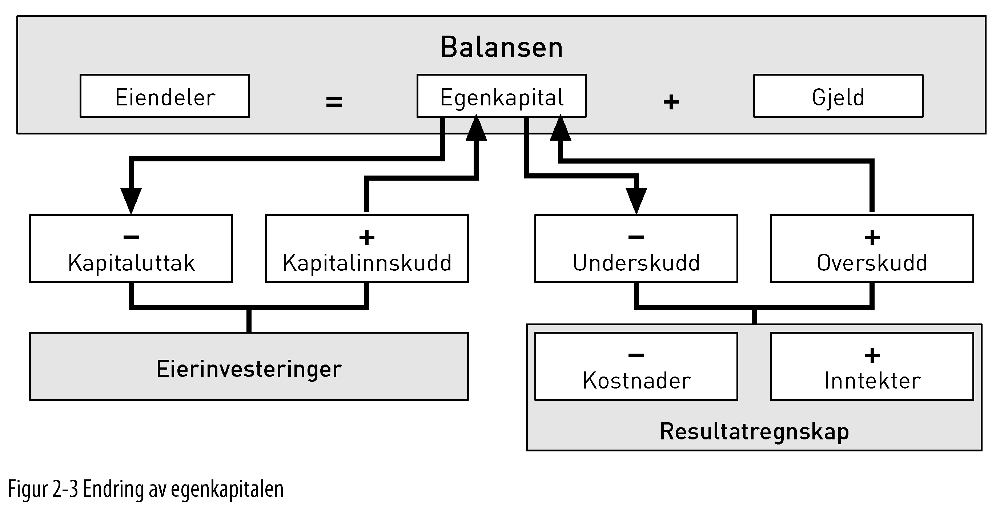 Balansen
Eiendeler = Egenkapital + Gjeld
– + – +
Kapitaluttak Kapitalinnskudd Underskudd Overskudd
– +
Eierinvesteringer Kostnader Inntekter
Resultatregnskap
Figur 2-3 Endring av egenkapitalen